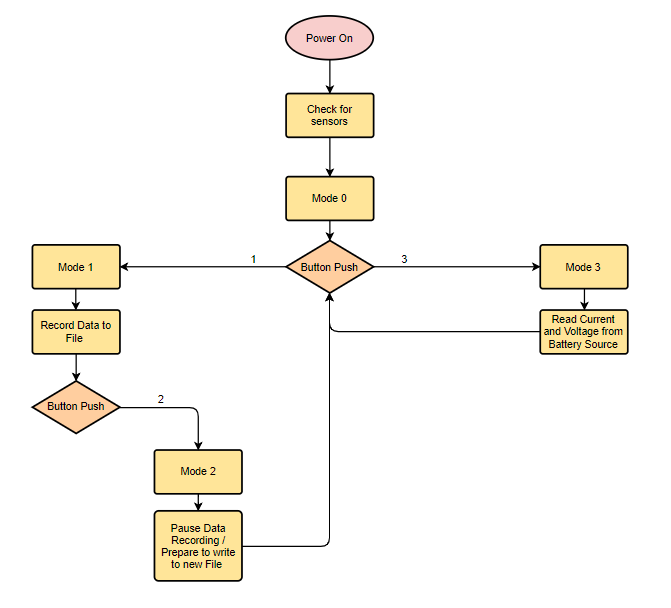 Power On
Check for
sensors
Mode 0
Button Push
1
3
Mode 1
Mode 3
Record Data to
File
Read Current
and Voltage from
Battery Source
Button Push
2
Mode 2
Pause Data
Recording /
Prepare to write
to new File